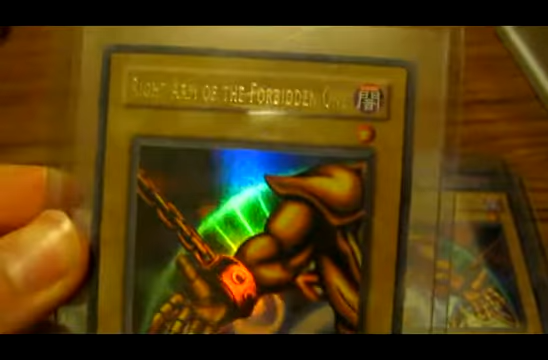 RIGHT ARM OF THE FORBIDDEN ONE
闇